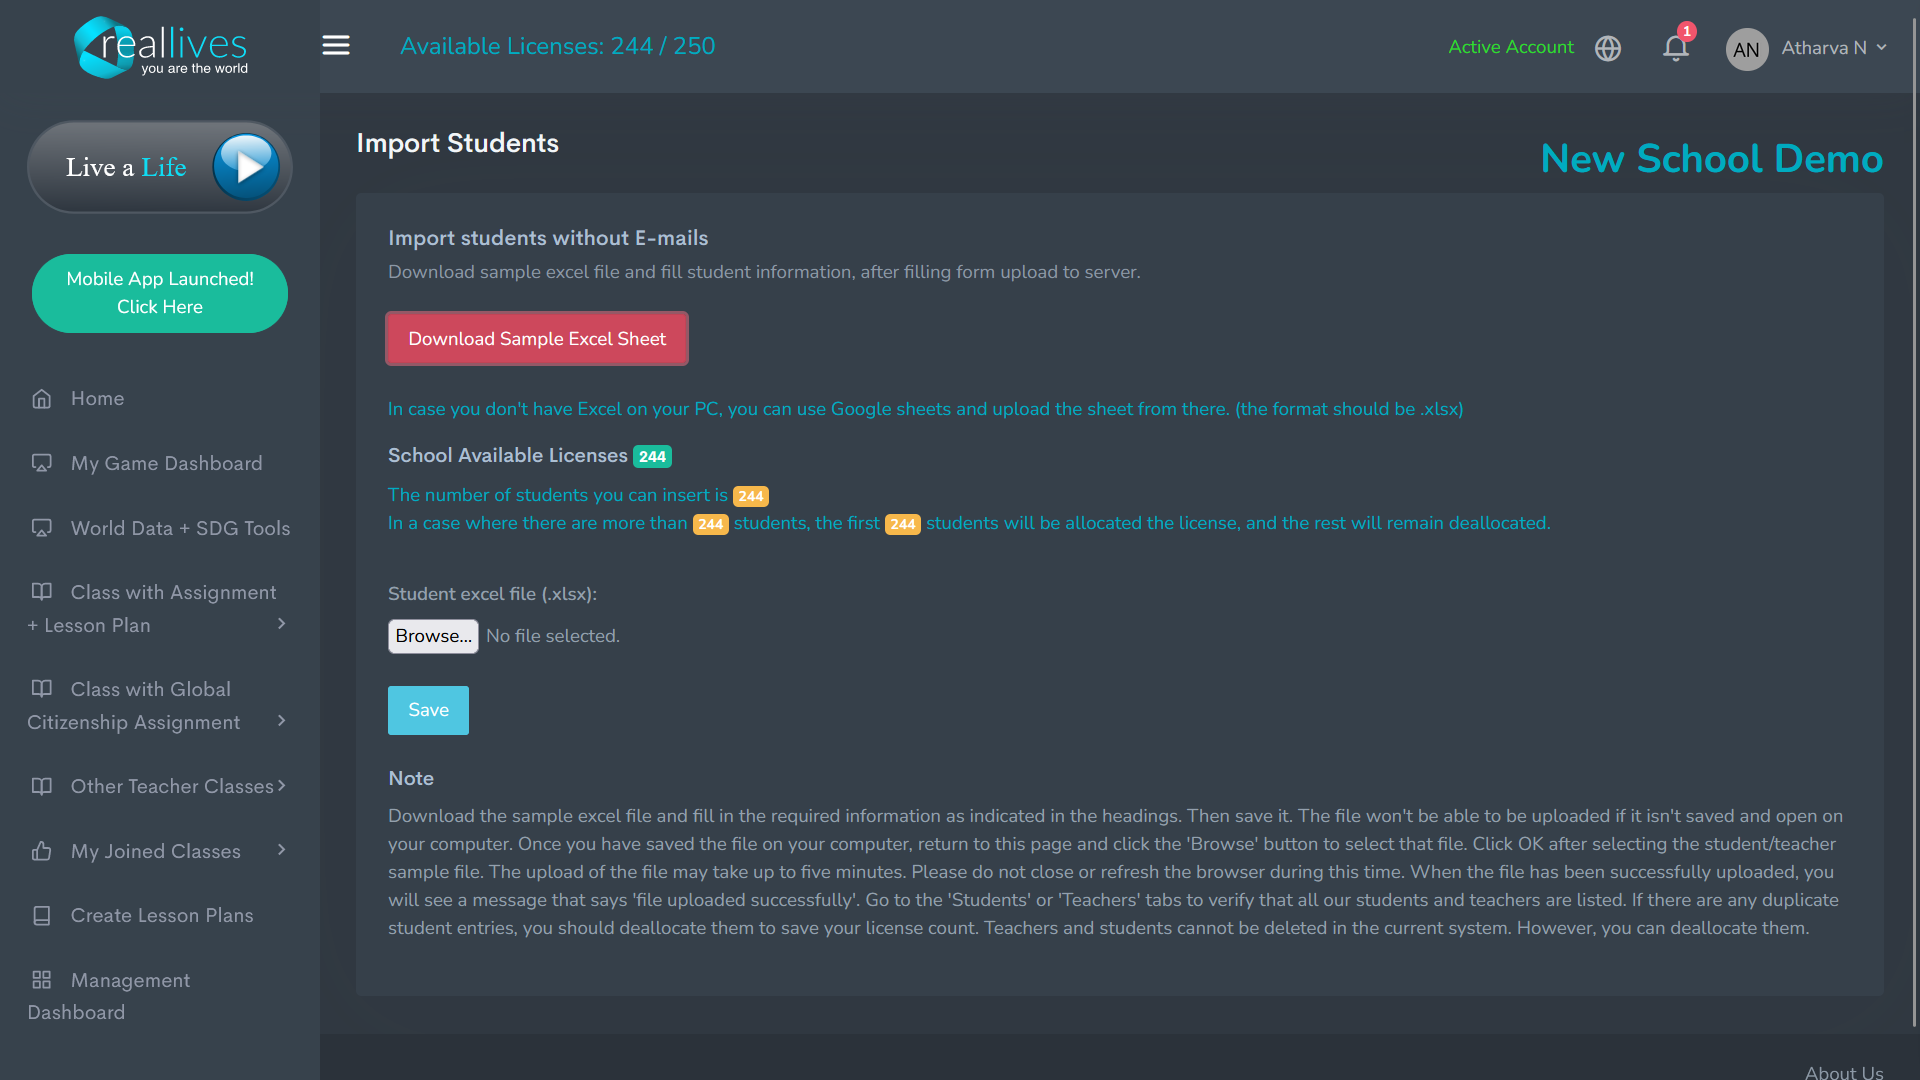 reallives
you are the world
Available Licenses: 244 / 250
Active Account
1
AN
Atharva N
Live a Life
Mobile App Launched!
Click Here
Home
My Game Dashboard
World Data + SDG Tools
Class with Assignment
+ Lesson Plan
Class with Global
Citizenship Assignment
Other Teacher Classes
My Joined Classes
Create Lesson Plans
Management
Dashboard
Import Students
New School Demo
Import students without E-mails
Download sample excel file and fill student information, after filling form upload to server.
Download Sample Excel Sheet
In case you don't have Excel on your PC, you can use Google sheets and upload the sheet from there. (the format should be .xlsx)
School Available Licenses 244
The number of students you can insert is 244
In a case where there are more than 244 students, the first 244 students will be allocated the license, and the rest will remain deallocated.
Student excel file (.xlsx):
Browse... No file selected.
Save
Note
Download the sample excel file and fill in the required information as indicated in the headings. Then save it. The file won't be able to be uploaded if it isn't saved and open on
your computer. Once you have saved the file on your computer, return to this page and click the 'Browse' button to select that file. Click OK after selecting the student/teacher
sample file. The upload of the file may take up to five minutes. Please do not close or refresh the browser during this time. When the file has been successfully uploaded, you
will see a message that says 'file uploaded successfully'. Go to the 'Students' or 'Teachers' tabs to verify that all our students and teachers are listed. If there are any duplicate
student entries, you should deallocate them to save your license count. Teachers and students cannot be deleted in the current system. However, you can deallocate them.
About Us